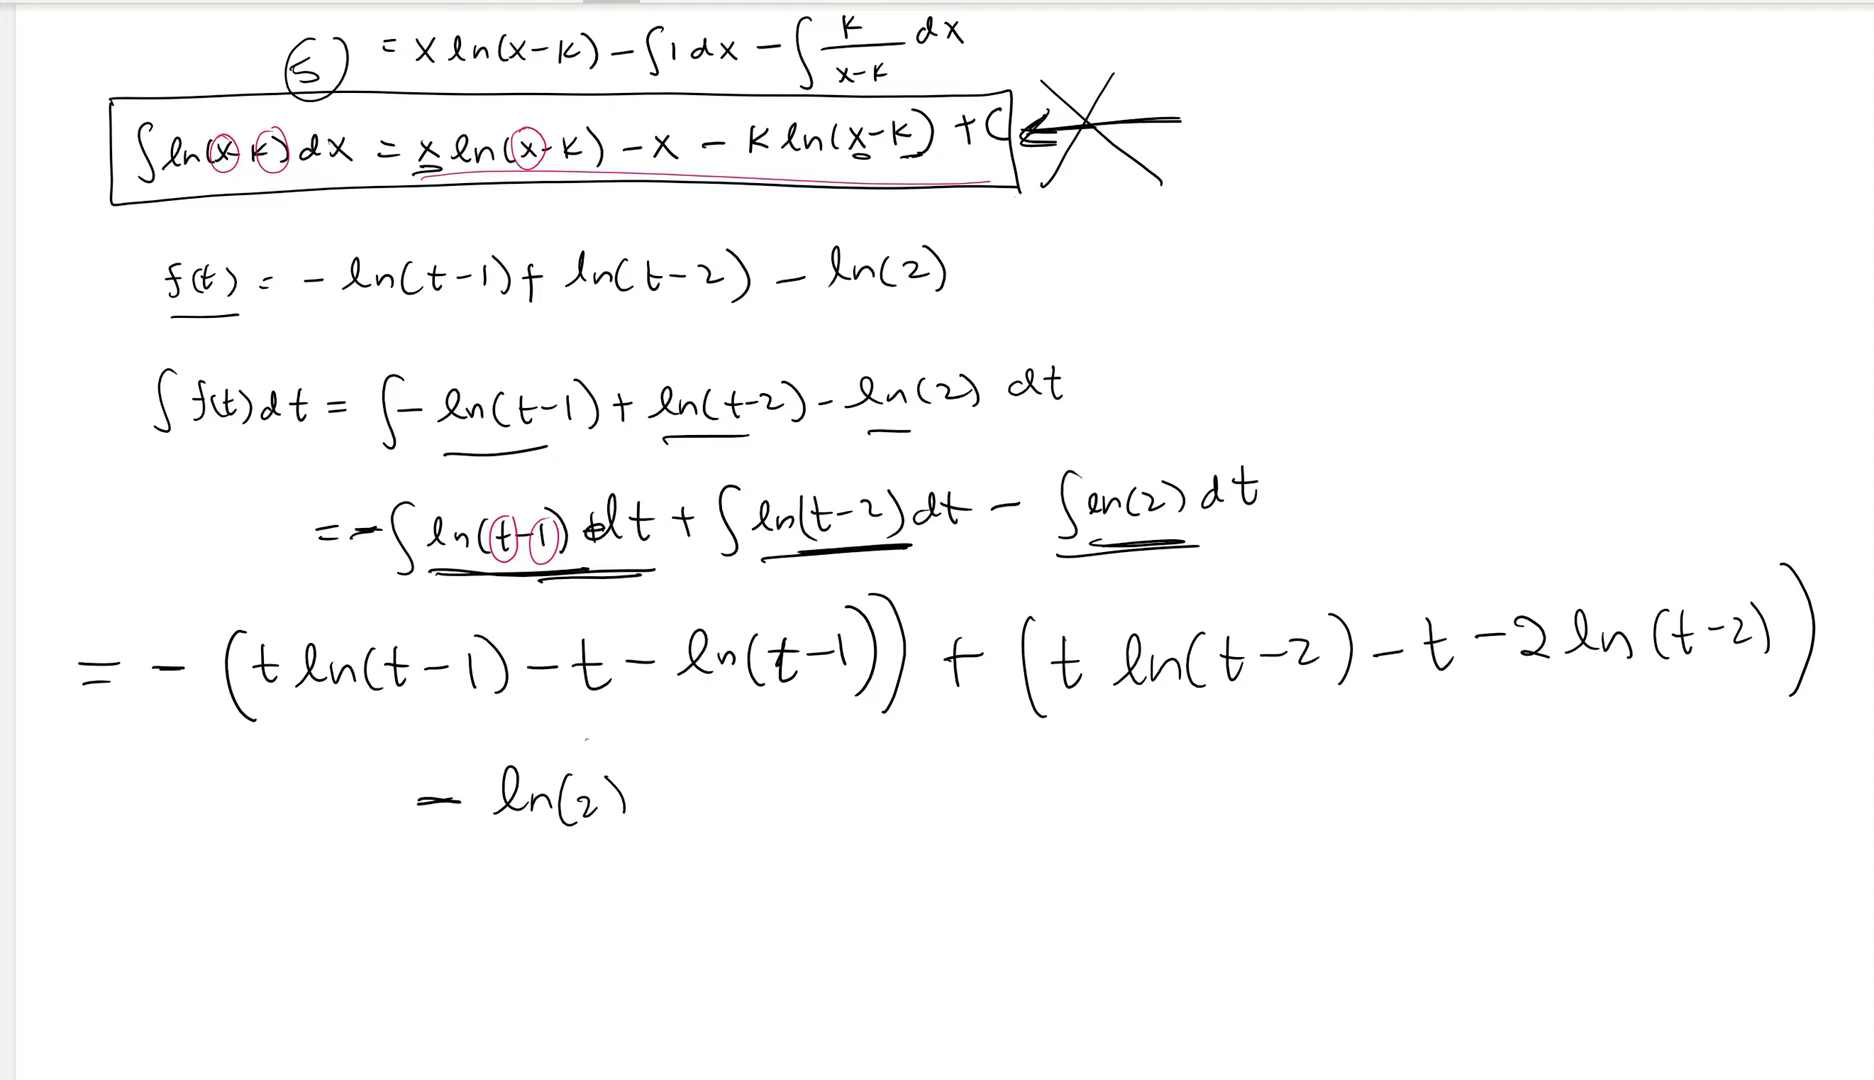 5) = x ln(x-k) - ∫1 dx - ∫ k/(x-k) dx
∫ln(x-k)dx = x ln(x-k) - x - k ln(x-k) + C
f(t) = - ln(t-1) + ln(t-2) - ln(2)
∫f(t)dt = ∫- ln(t-1) + ln(t-2) - ln(2) dt
= -∫ln(t-1) dt + ∫ln(t-2)dt - ∫ln(2) dt
= - (t ln(t-1) - t - ln(t-1)) + (t ln(t-2) - t - 2 ln(t-2))
- ln(2)